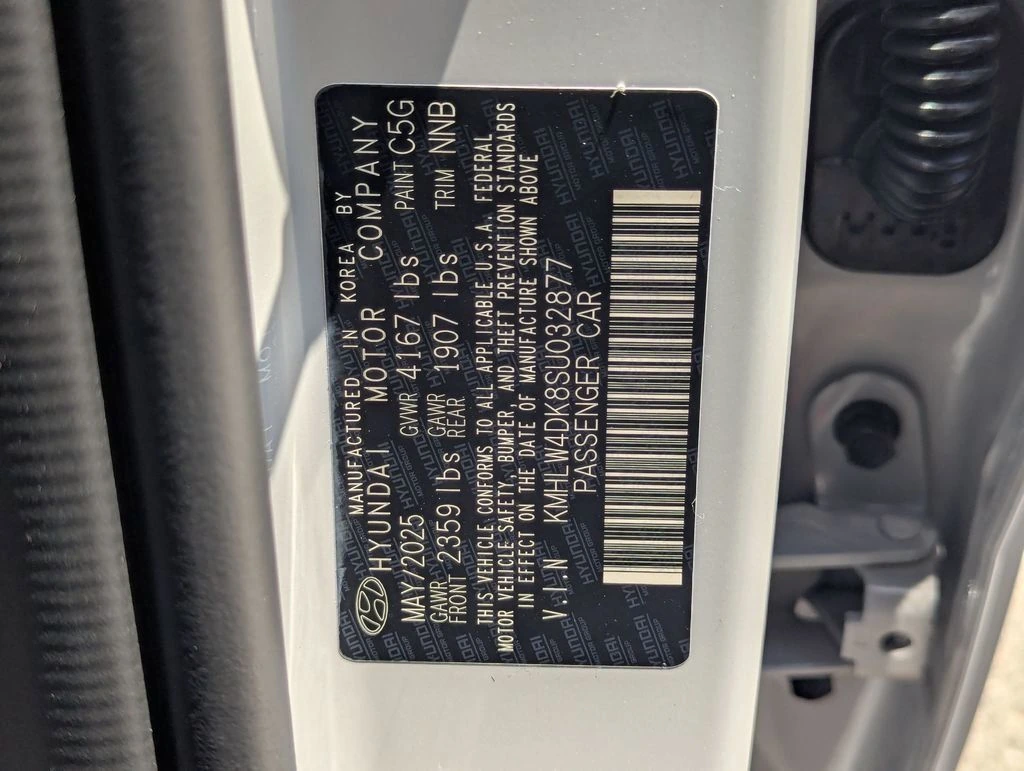 MANUFACTURED IN KOREA BY
HYUNDAI MOTOR COMPANY
MAY/2025 GVWR 4167 lbs PAINT C5G
GAWR FRONT 2359 lbs GAWR REAR 1907 lbs TRIM NNB
THIS VEHICLE CONFORMS TO ALL APPLICABLE U.S.A. FEDERAL
MOTOR VEHICLE SAFETY, BUMPER, AND THEFT PREVENTION STANDARDS
IN EFFECT ON THE DATE OF MANUFACTURE SHOWN ABOVE
V.I.N KMHLW4DK8SU032877
PASSENGER CAR